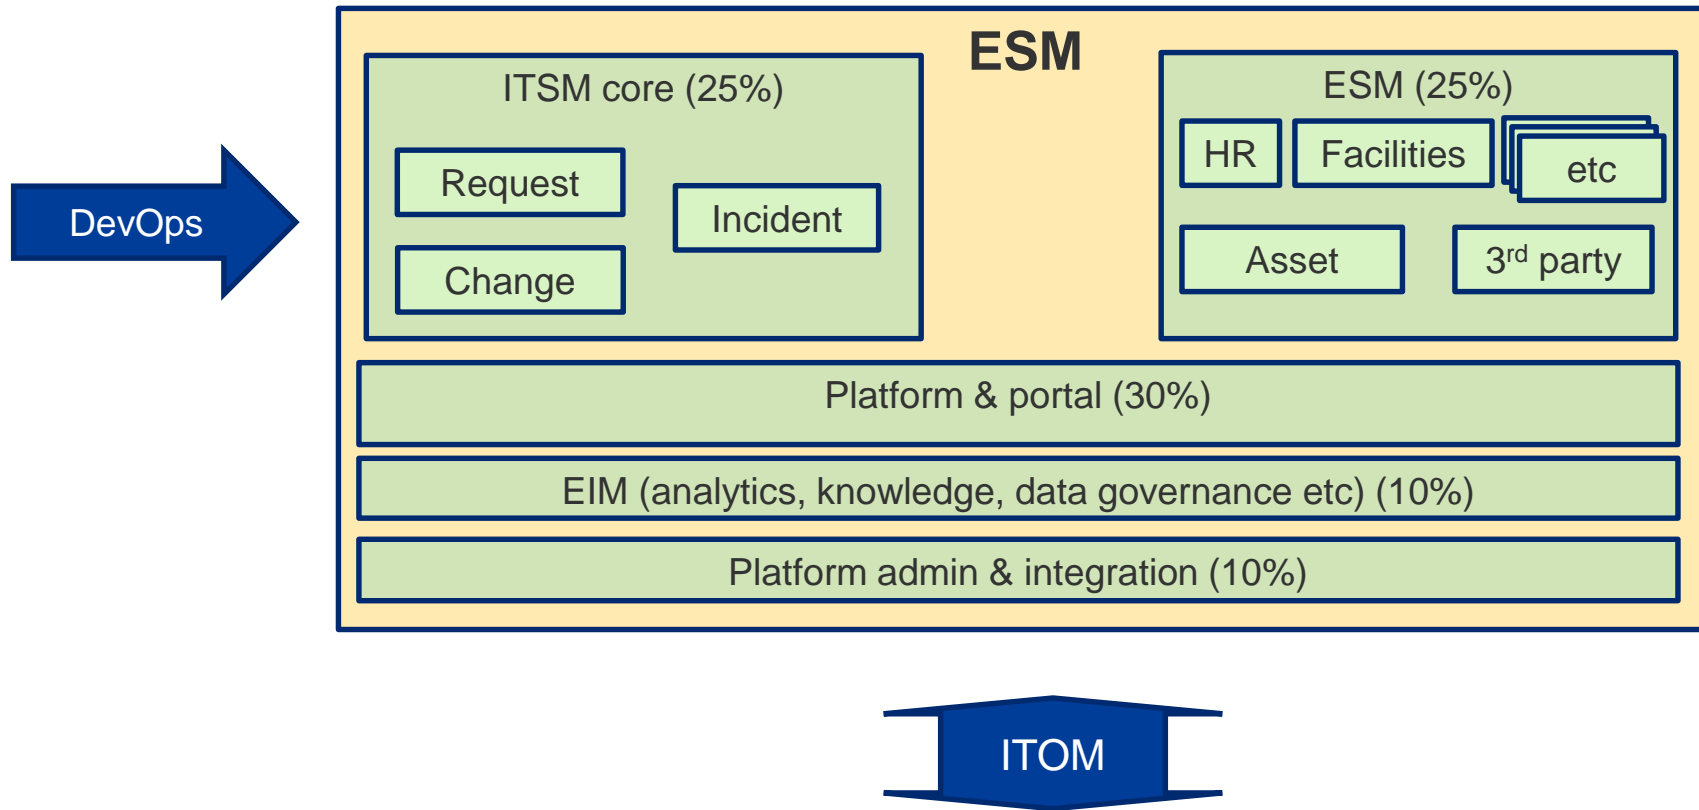 ESM
ITSM core (25%)
Request
Incident
Change
ESM (25%)
HR
Facilities
etc
Asset
3rd party
DevOps
Platform & portal (30%)
EIM (analytics, knowledge, data governance etc) (10%)
Platform admin & integration (10%)
ITOM